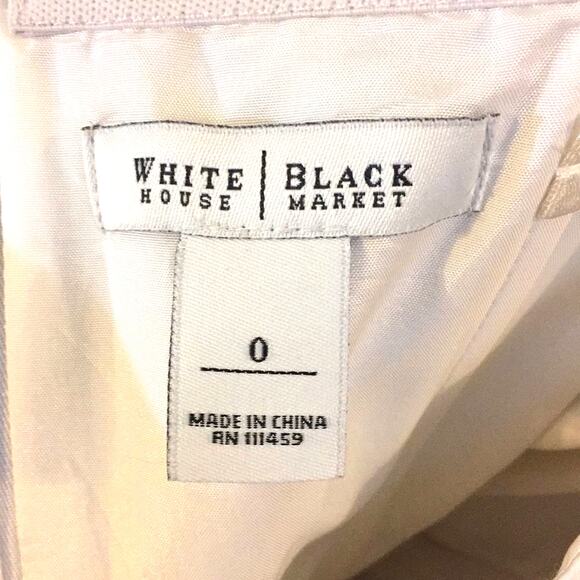 WHITE | BLACK
HOUSE | MARKET
0
MADE IN CHINA
RN 111459